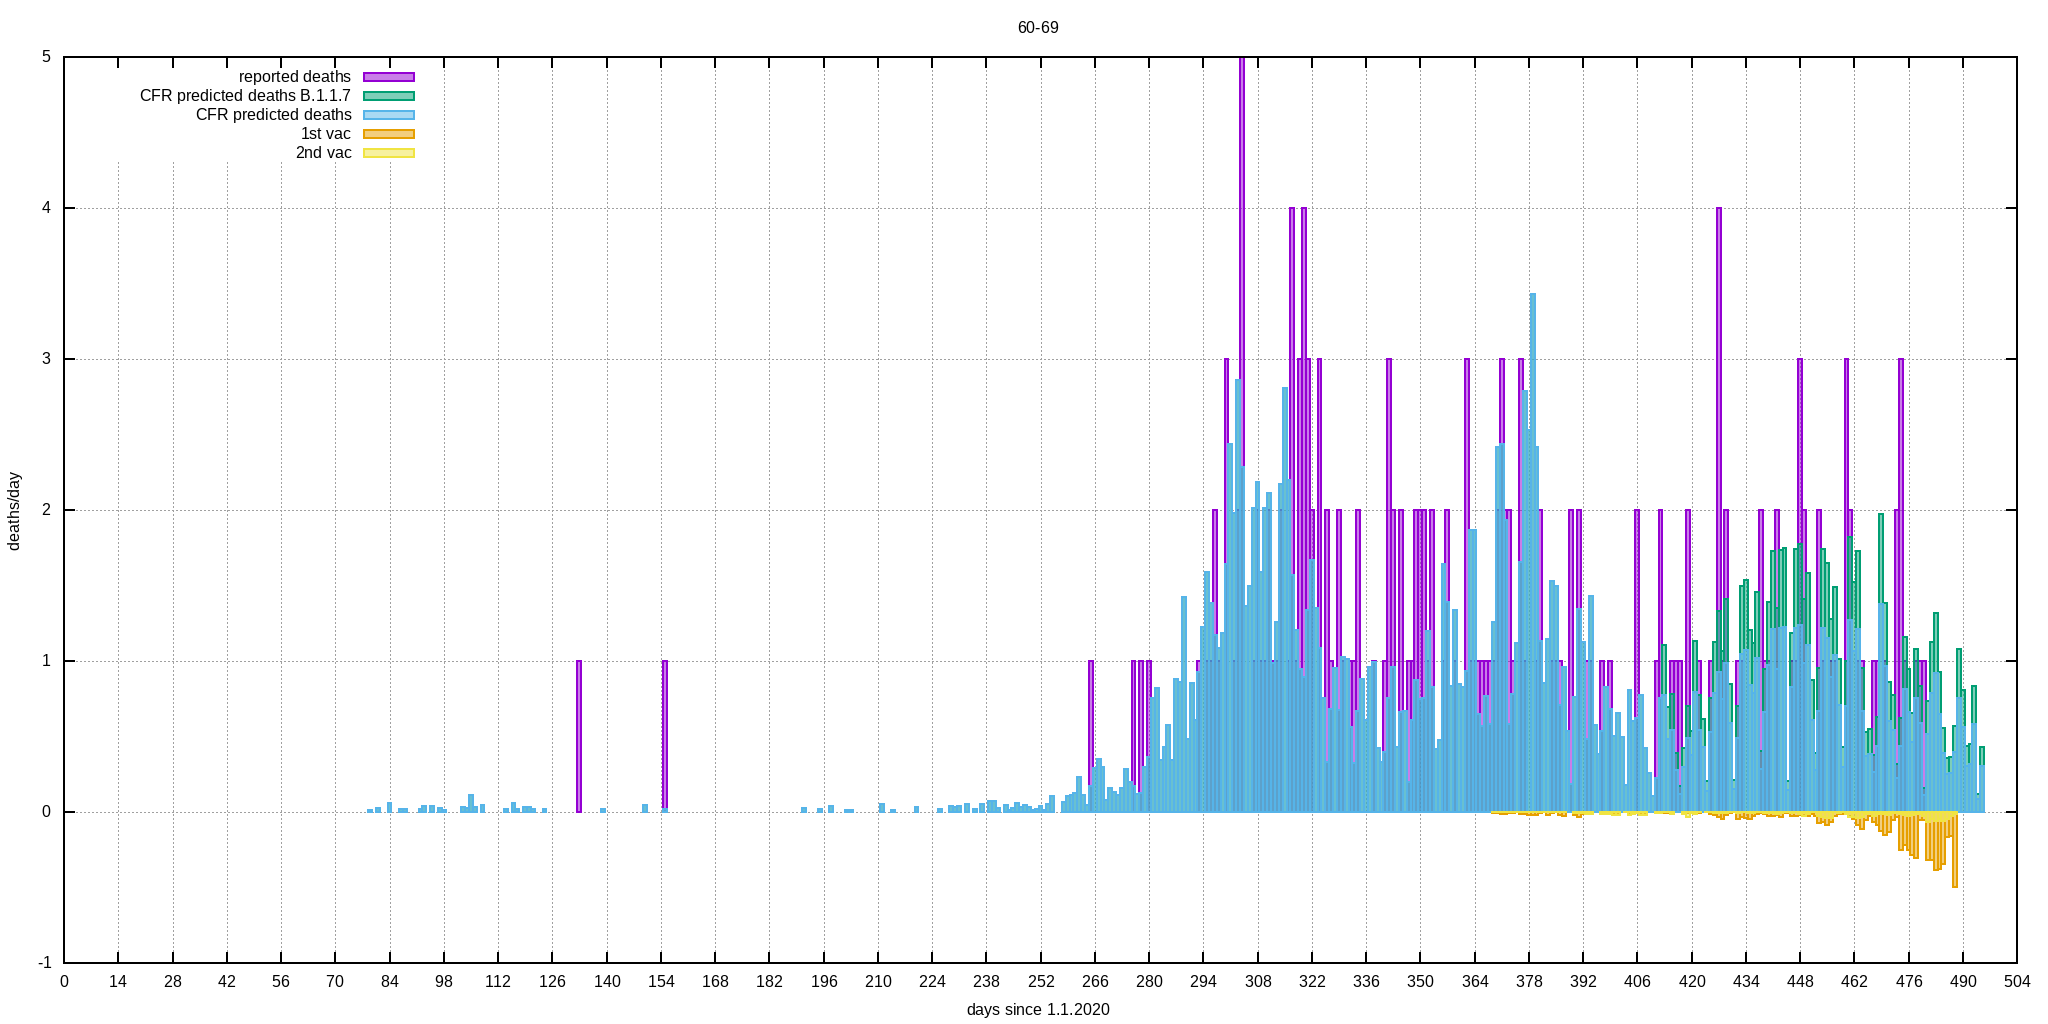 60-69
reported deaths
CFR predicted deaths B.1.1.7
CFR predicted deaths
1st vac
2nd vac
5
4
3
2
1
0
-1
deaths/day
0 14 28 42 56 70 84 98 112 126 140 154 168 182 196 210 224 238 252 266 280 294 308 322 336 350 364 378 392 406 420 434 448 462 476 490 504
days since 1.1.2020